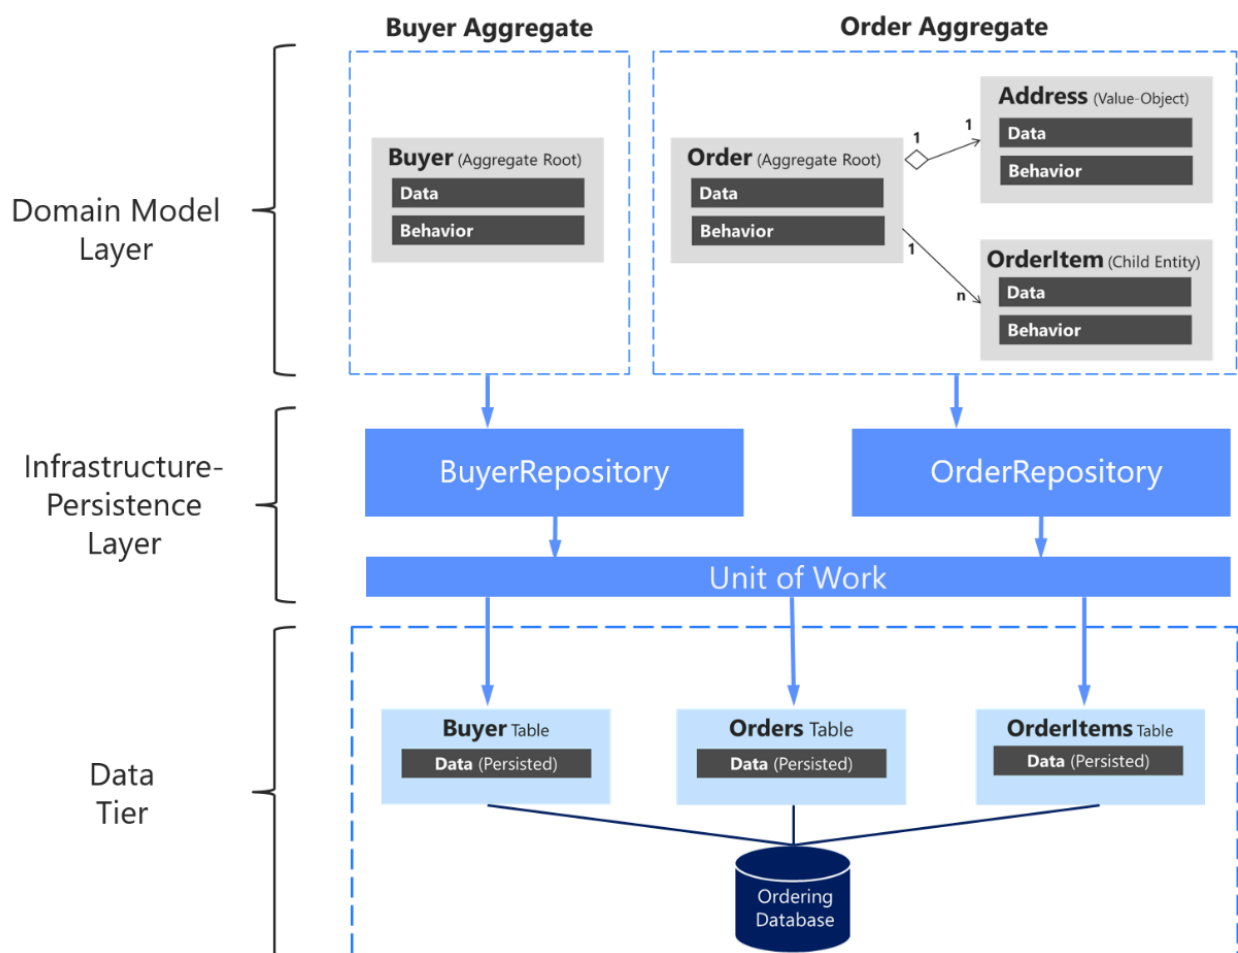 Buyer Aggregate
Order Aggregate
Domain Model
Layer
Buyer (Aggregate Root)
Data
Behavior
Order (Aggregate Root)
Data
Behavior
1
1
Address (Value-Object)
Data
Behavior
1
n
OrderItem (Child Entity)
Data
Behavior
Infrastructure-
Persistence
Layer
BuyerRepository
OrderRepository
Unit of Work
Data
Tier
Buyer Table
Data (Persisted)
Orders Table
Data (Persisted)
OrderItems Table
Data (Persisted)
Ordering
Database